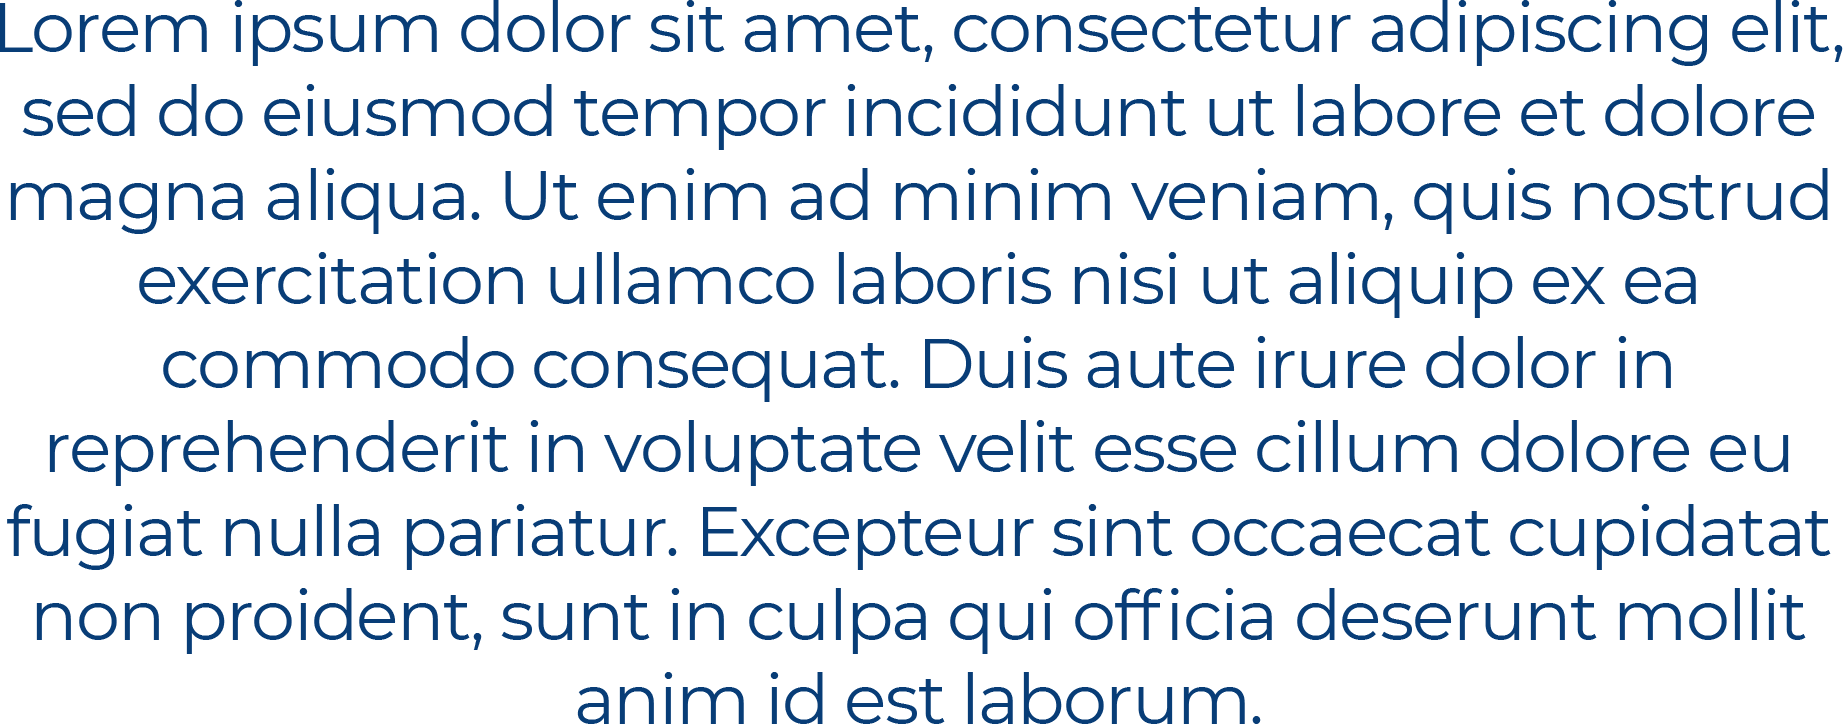 Lorem ipsum dolor sit amet, consectetur adipiscing elit,
sed do eiusmod tempor incididunt ut labore et dolore
magna aliqua. Ut enim ad minim veniam, quis nostrud
exercitation ullamco laboris nisi ut aliquip ex ea
commodo consequat. Duis aute irure dolor in
reprehenderit in voluptate velit esse cillum dolore eu
fugiat nulla pariatur. Excepteur sint occaecat cupidatat
non proident, sunt in culpa qui officia deserunt mollit
anim id est laborum.